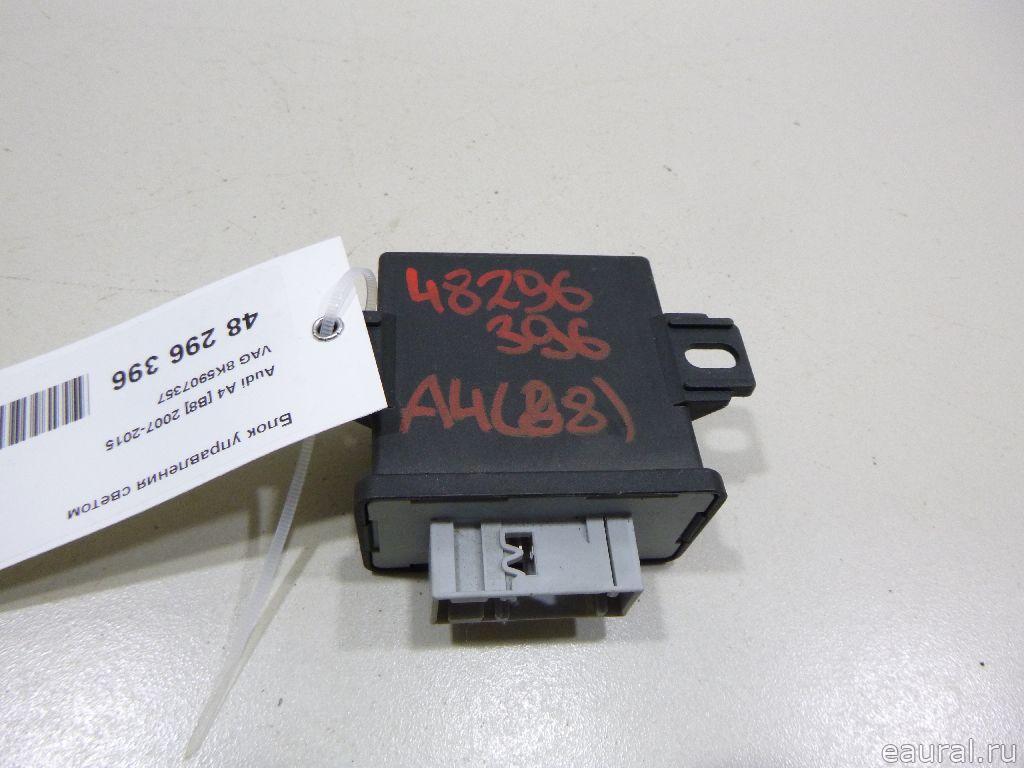 48296
396
A4(B8)
Блок управления светом
Audi A4 [B8] 2007-2015
VAG 8K5907357
48 296 396
eaural.ru